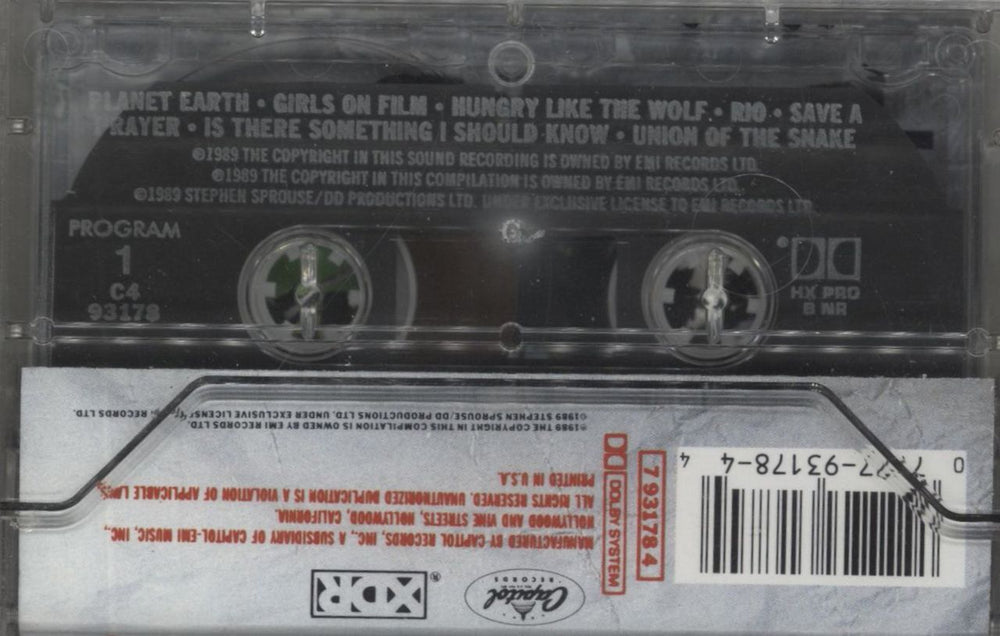 PLANET EARTH • GIRLS ON FILM • HUNGRY LIKE THE WOLF • RIO • SAVE A
PRAYER • IS THERE SOMETHING I SHOULD KNOW • UNION OF THE SNAKE
℗1989 THE COPYRIGHT IN THIS SOUND RECORDING IS OWNED BY EMI RECORDS LTD.
©1989 THE COPYRIGHT IN THIS COMPILATION IS OWNED BY EMI RECORDS LTD.
©1989 STEPHEN SPROUSE/DD PRODUCTIONS LTD. UNDER EXCLUSIVE LICENSE TO EMI RECORDS LTD.
PROGRAM
1
C4
93178
HX PRO
B NR
Capitol
RECORDS
XDR®
MANUFACTURED BY CAPITOL RECORDS, INC., A SUBSIDIARY OF CAPITOL-EMI MUSIC, INC.,
HOLLYWOOD AND VINE STREETS, HOLLYWOOD, CALIFORNIA.
ALL RIGHTS RESERVED. UNAUTHORIZED DUPLICATION IS A VIOLATION OF APPLICABLE LAWS.
PRINTED IN U.S.A.
℗1989 THE COPYRIGHT IN THIS COMPILATION IS OWNED BY EMI RECORDS LTD.
©1989 STEPHEN SPROUSE/DD PRODUCTIONS LTD. UNDER EXCLUSIVE LICENSE RECORDS LTD.
DOLBY SYSTEM
7 93178 4
0 7777-93178-4 4